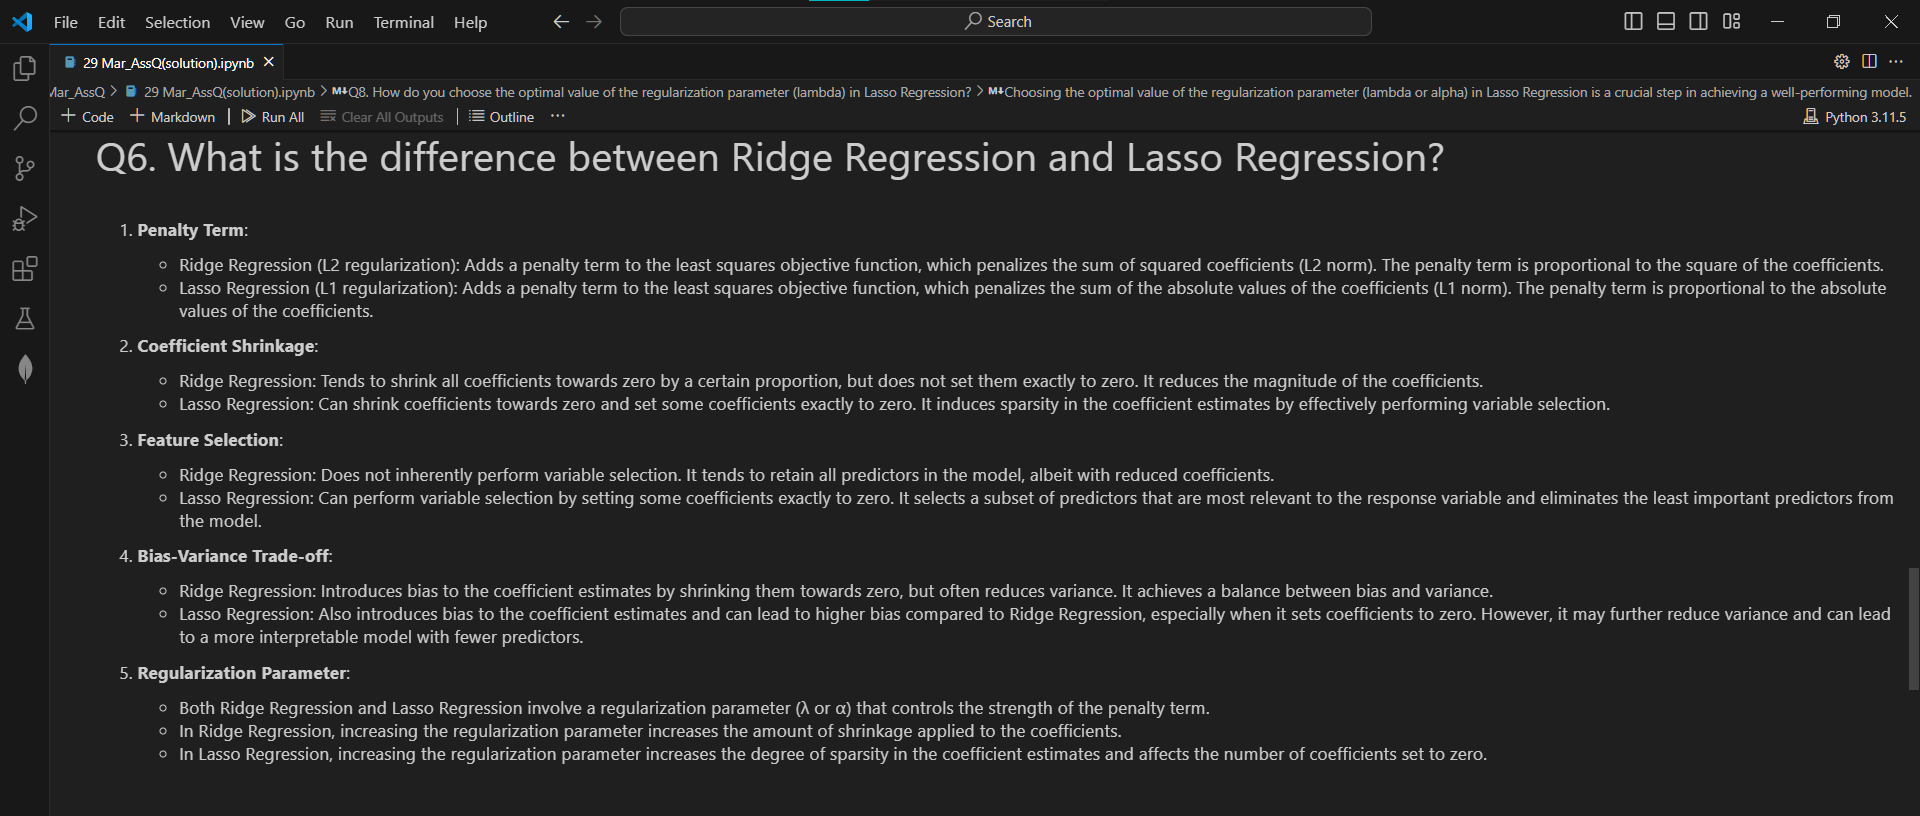 File Edit Selection View Go Run Terminal Help Search
29 Mar_AssQ(solution).ipynb
Mar_AssQ > 29 Mar_AssQ(solution).ipynb > M↓Q8. How do you choose the optimal value of the regularization parameter (lambda) in Lasso Regression? > M↓Choosing the optimal value of the regularization parameter (lambda or alpha) in Lasso Regression is a crucial step in achieving a well-performing model.
+ Code + Markdown | Run All Clear All Outputs | Outline ··· Python 3.11.5
Q6. What is the difference between Ridge Regression and Lasso Regression?
1. Penalty Term:
◦ Ridge Regression (L2 regularization): Adds a penalty term to the least squares objective function, which penalizes the sum of squared coefficients (L2 norm). The penalty term is proportional to the square of the coefficients.
◦ Lasso Regression (L1 regularization): Adds a penalty term to the least squares objective function, which penalizes the sum of the absolute values of the coefficients (L1 norm). The penalty term is proportional to the absolute
values of the coefficients.
2. Coefficient Shrinkage:
◦ Ridge Regression: Tends to shrink all coefficients towards zero by a certain proportion, but does not set them exactly to zero. It reduces the magnitude of the coefficients.
◦ Lasso Regression: Can shrink coefficients towards zero and set some coefficients exactly to zero. It induces sparsity in the coefficient estimates by effectively performing variable selection.
3. Feature Selection:
◦ Ridge Regression: Does not inherently perform variable selection. It tends to retain all predictors in the model, albeit with reduced coefficients.
◦ Lasso Regression: Can perform variable selection by setting some coefficients exactly to zero. It selects a subset of predictors that are most relevant to the response variable and eliminates the least important predictors from
the model.
4. Bias-Variance Trade-off:
◦ Ridge Regression: Introduces bias to the coefficient estimates by shrinking them towards zero, but often reduces variance. It achieves a balance between bias and variance.
◦ Lasso Regression: Also introduces bias to the coefficient estimates and can lead to higher bias compared to Ridge Regression, especially when it sets coefficients to zero. However, it may further reduce variance and can lead
to a more interpretable model with fewer predictors.
5. Regularization Parameter:
◦ Both Ridge Regression and Lasso Regression involve a regularization parameter (λ or α) that controls the strength of the penalty term.
◦ In Ridge Regression, increasing the regularization parameter increases the amount of shrinkage applied to the coefficients.
◦ In Lasso Regression, increasing the regularization parameter increases the degree of sparsity in the coefficient estimates and affects the number of coefficients set to zero.